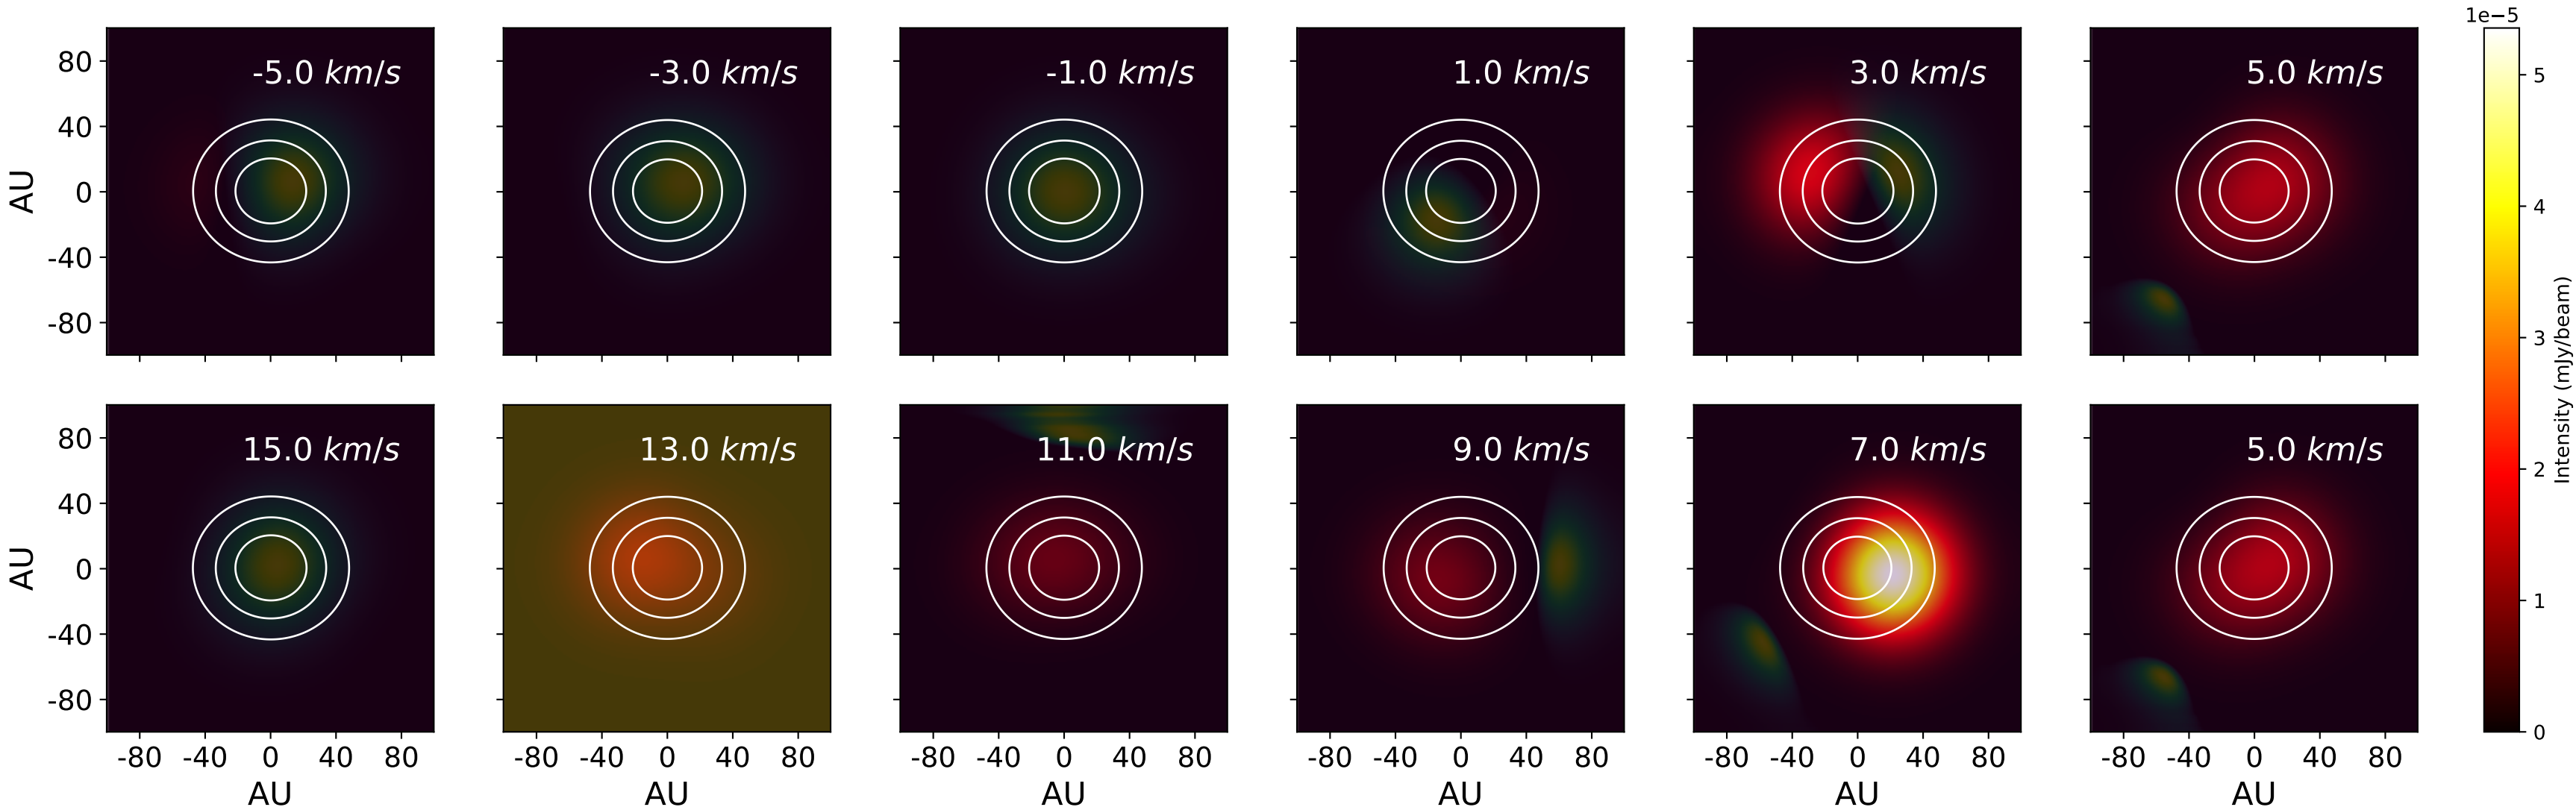 1e−5
-5.0 km/s
-3.0 km/s
-1.0 km/s
1.0 km/s
3.0 km/s
5.0 km/s
80
40
0
-40
-80
AU
15.0 km/s
13.0 km/s
11.0 km/s
9.0 km/s
7.0 km/s
5.0 km/s
80
40
0
-40
-80
AU
-80 -40 0 40 80
-80 -40 0 40 80
-80 -40 0 40 80
-80 -40 0 40 80
-80 -40 0 40 80
-80 -40 0 40 80
AU
AU
AU
AU
AU
AU
5
4
3
2
1
0
Intensity (mJy/beam)